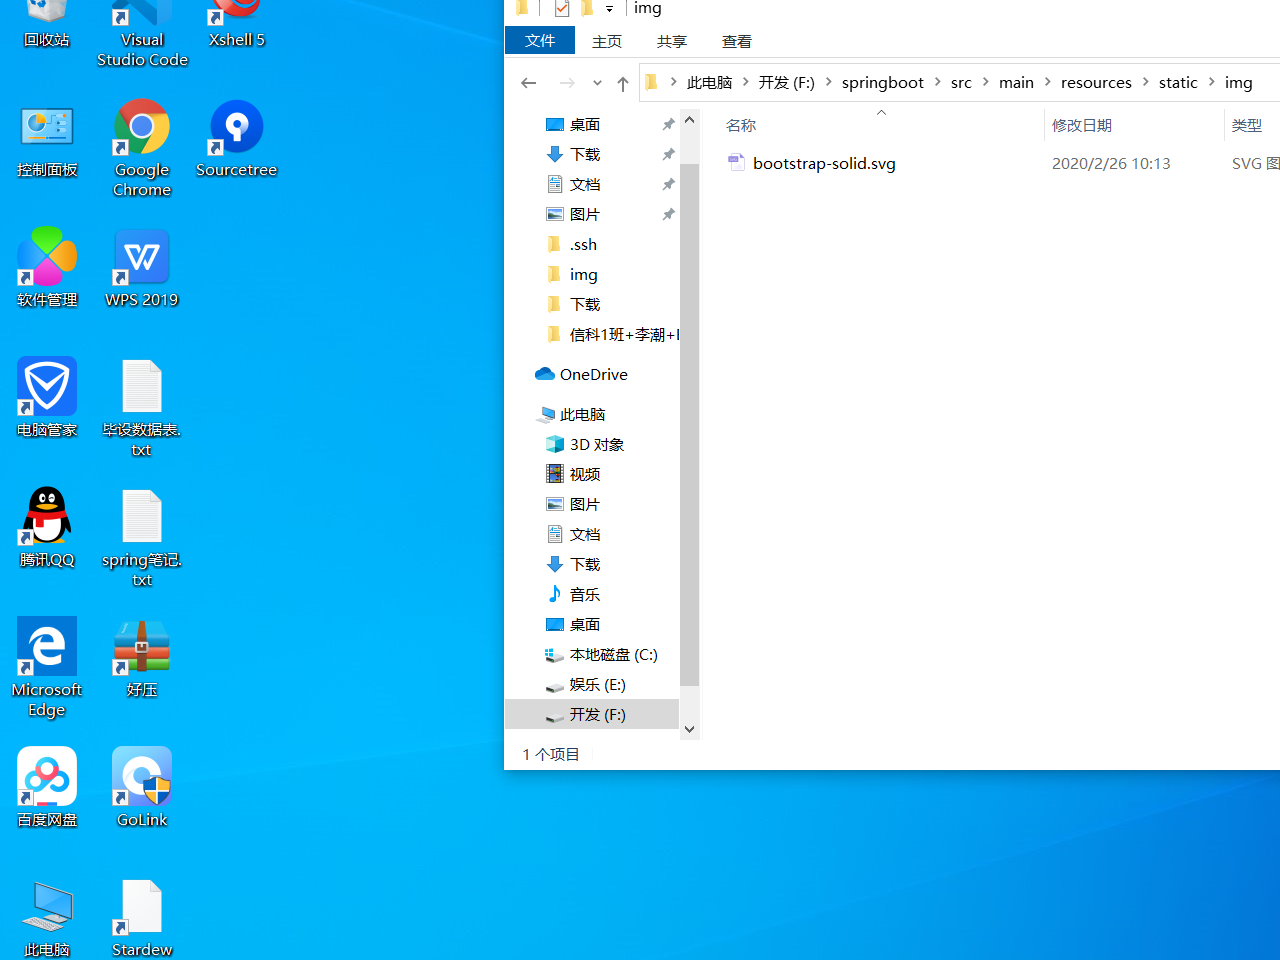 回收站
Visual
Studio Code
Xshell 5
控制面板
Google
Chrome
Sourcetree
软件管理
WPS 2019
电脑管家
毕设数据表.
txt
腾讯QQ
spring笔记.
txt
Microsoft
Edge
好压
百度网盘
GoLink
此电脑
Stardew
img
文件 主页 共享 查看
此电脑 开发 (F:) springboot src main resources static img
名称 修改日期 类型
bootstrap-solid.svg 2020/2/26 10:13 SVG 图
桌面
下载
文档
图片
.ssh
img
下载
信科1班+李潮+
OneDrive
此电脑
3D 对象
视频
图片
文档
下载
音乐
桌面
本地磁盘 (C:)
娱乐 (E:)
开发 (F:)
1 个项目